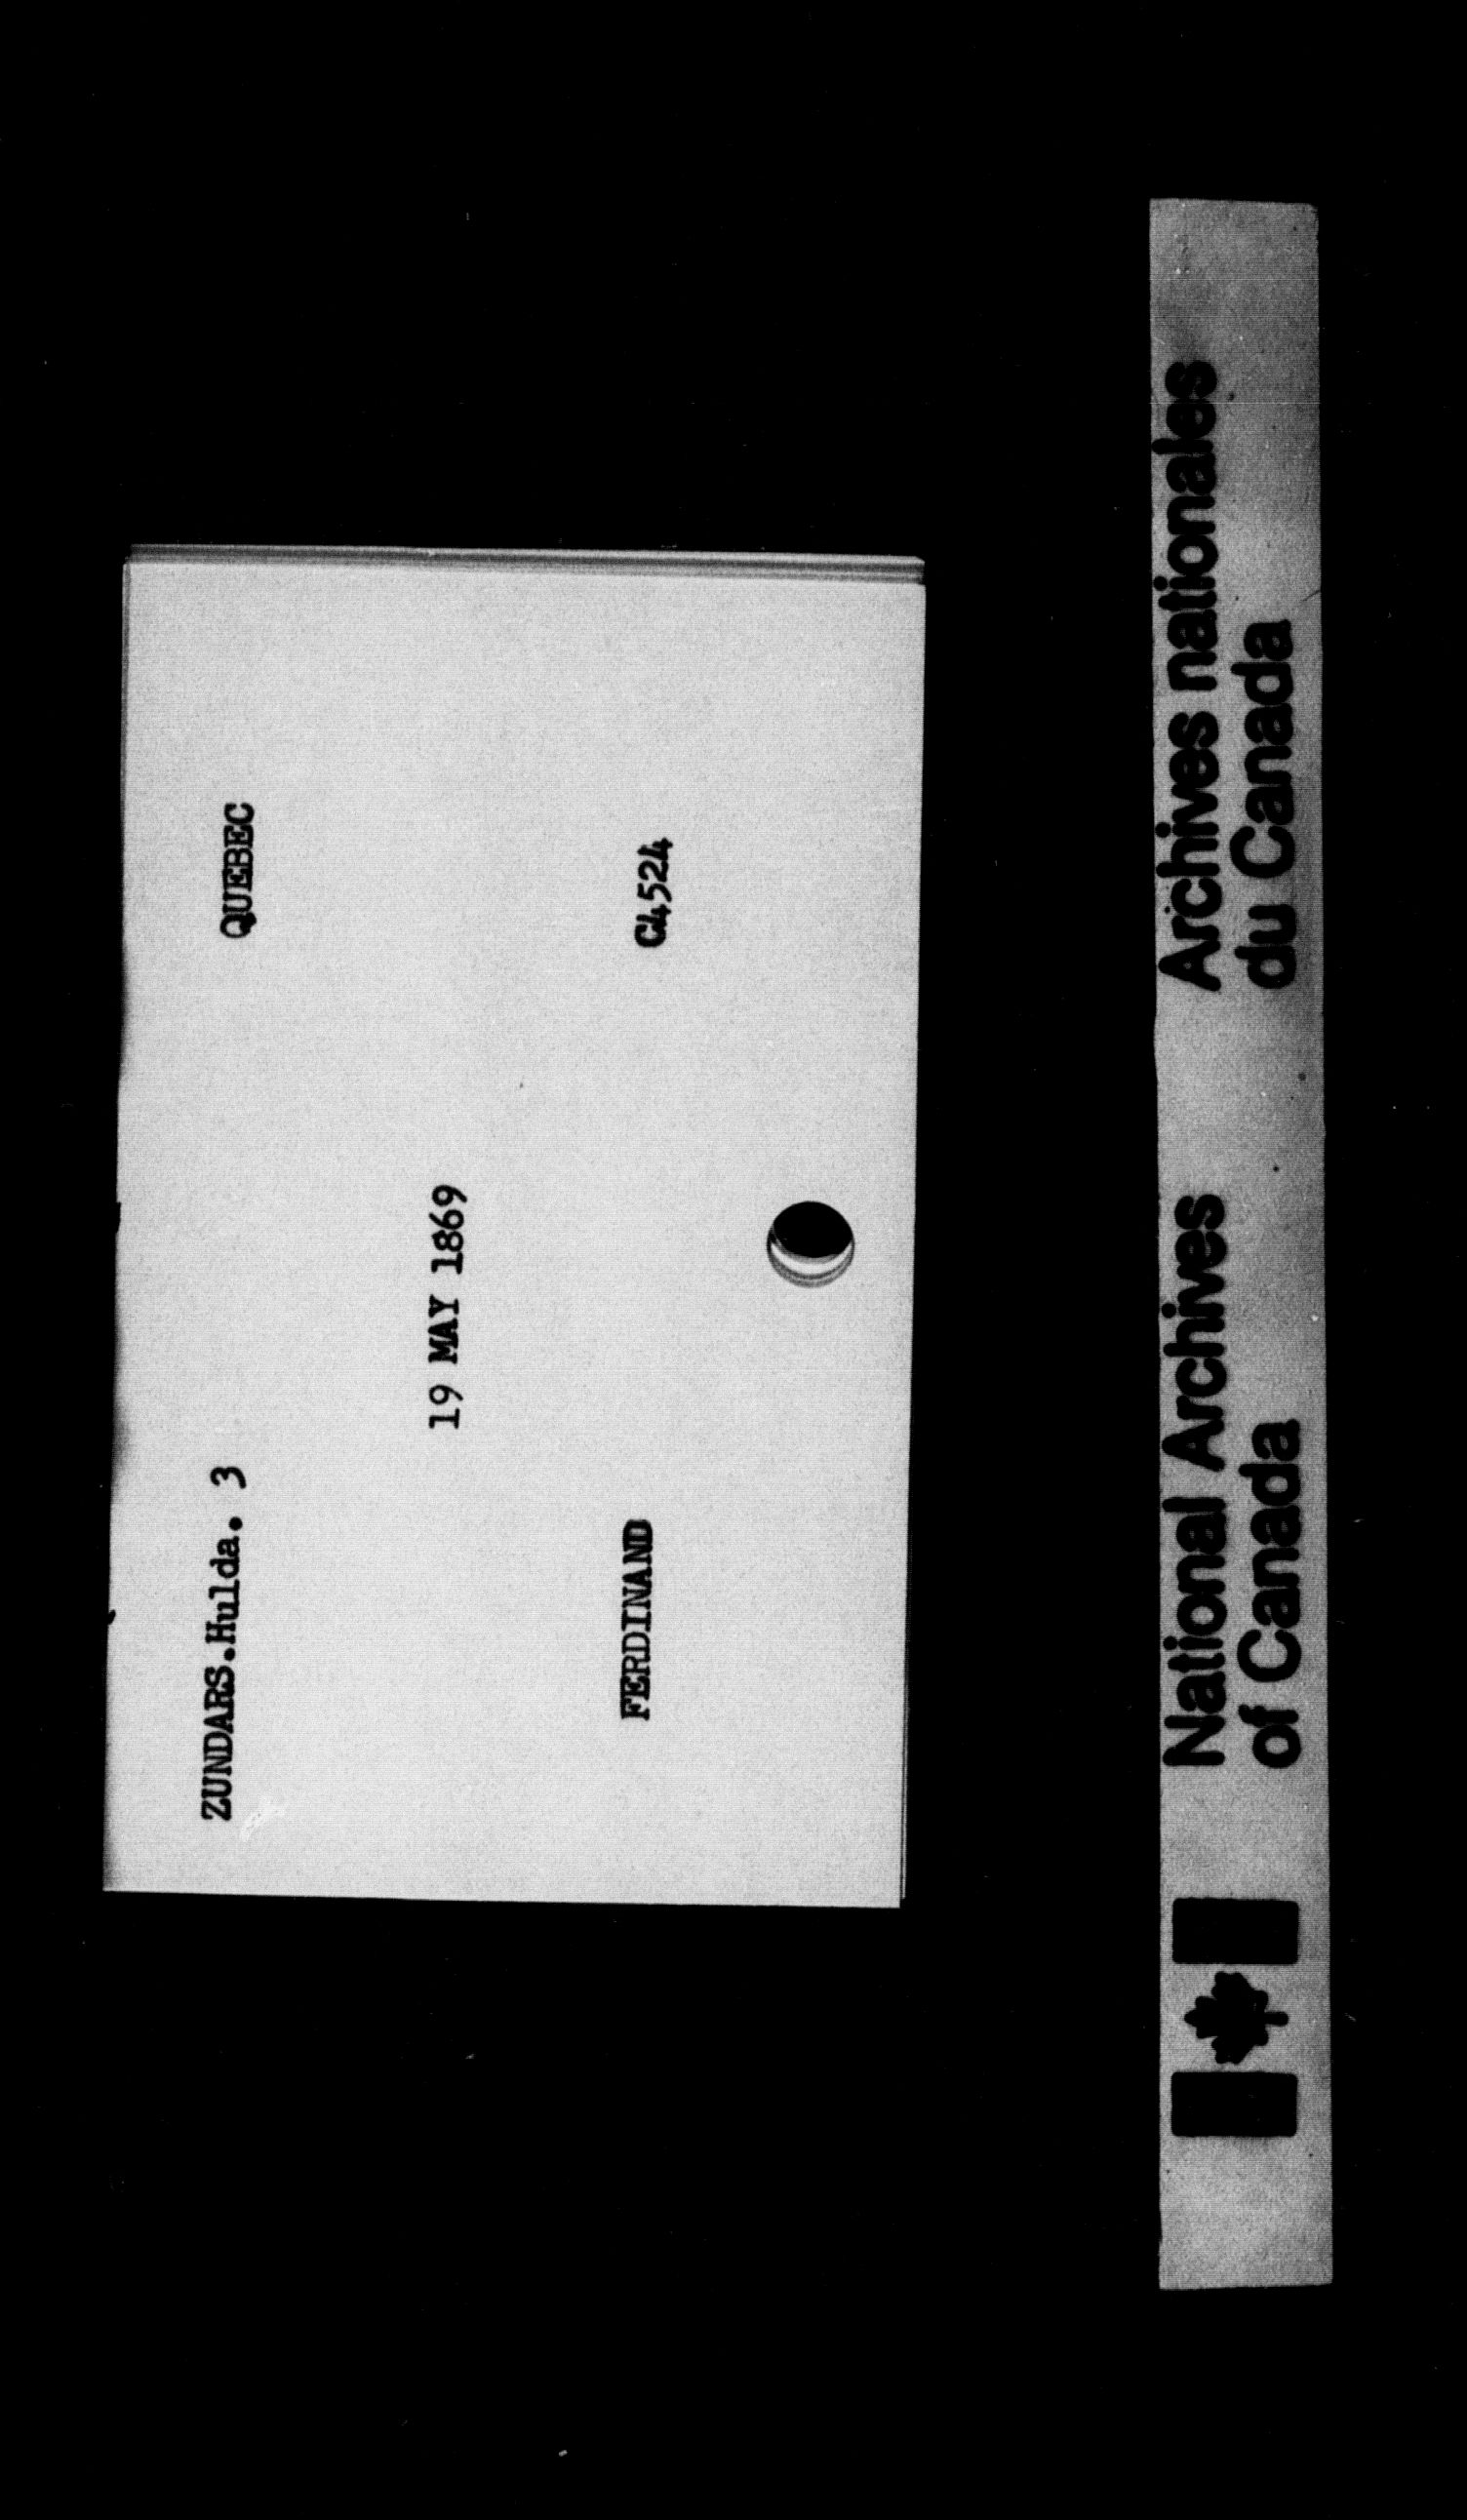 ZUNDARS.Hulda. 3 QUEBEC
19 MAY 1869
FERDINAND C4524
National Archives of Canada
Archives nationales du Canada